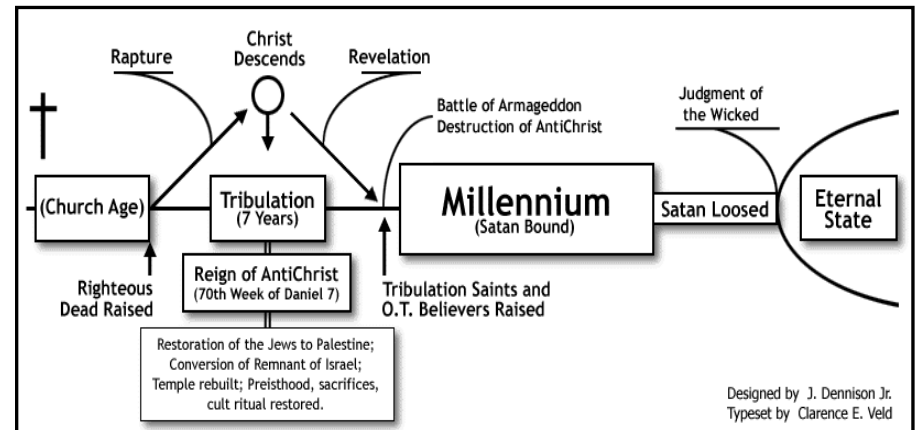 Christ
Descends
Rapture
Revelation
Battle of Armageddon
Destruction of AntiChrist
Judgment of
the Wicked
(Church Age)
Tribulation
(7 Years)
Millennium
(Satan Bound)
Satan Loosed
Eternal
State
Righteous
Dead Raised
Reign of AntiChrist
(70th Week of Daniel 7)
Tribulation Saints and
O.T. Believers Raised
Restoration of the Jews to Palestine;
Conversion of Remnant of Israel;
Temple rebuilt; Preisthood, sacrifices,
cult ritual restored.
Designed by J. Dennison Jr.
Typeset by Clarence E. Veld